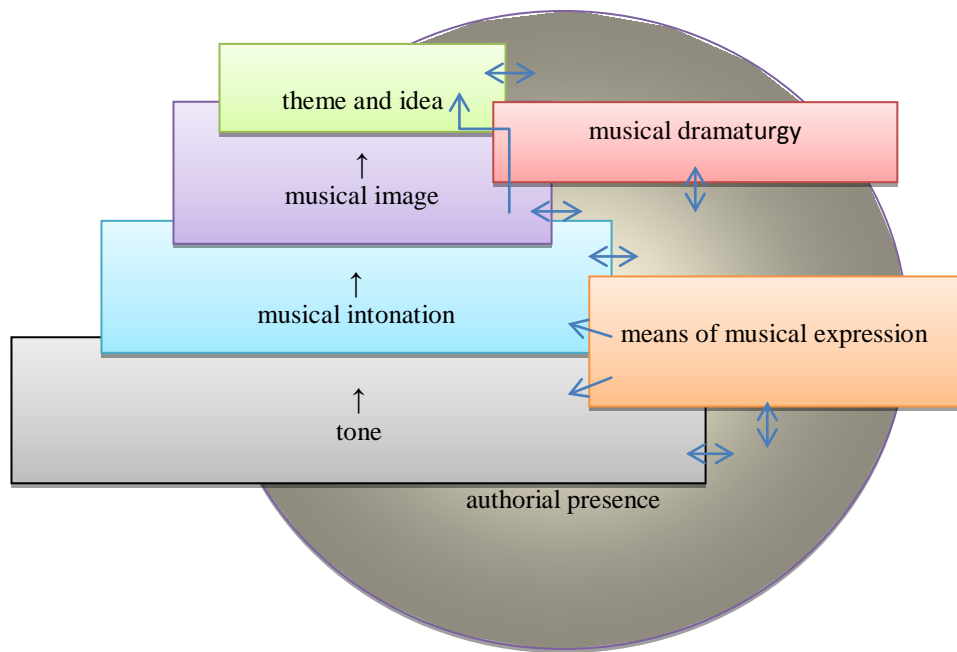 theme and idea
musical dramaturgy
↑
musical image
↑
musical intonation
means of musical expression
↑
tone
authorial presence